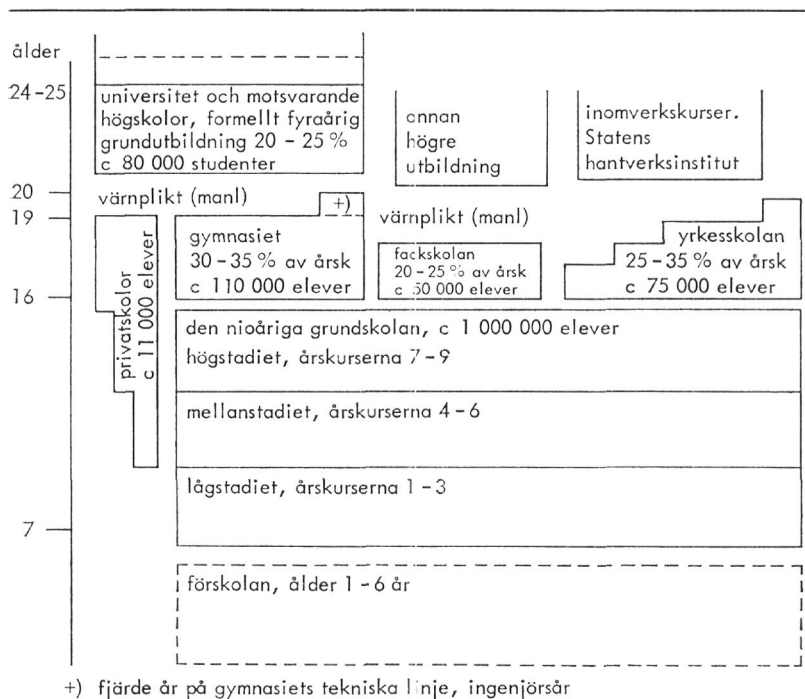 ålder
24-25
universitet och motsvarande
högskolor, formellt fyraårig
grundutbildning 20 - 25 %
c 80 000 studenter
annan
högre
utbildning
inomverkskurser.
Statens
hantverksinstitut
20
värnplikt (manl)
+)
19
värnplikt (manl)
gymnasiet
30-35 % av årsk
c 110 000 elever
fackskolan
20-25 % av årsk
c 50 000 elever
yrkesskolan
25-35 % av årsk
c 75 000 elever
16
privatskolor
c 11 000 elever
den nioåriga grundskolan, c 1 000 000 elever
högstadiet, årskurserna 7-9
mellanstadiet, årskurserna 4-6
lågstadiet, årskurserna 1-3
7
förskolan, ålder 1-6 år
+) fjärde år på gymnasiets tekniska linje, ingenjörsår